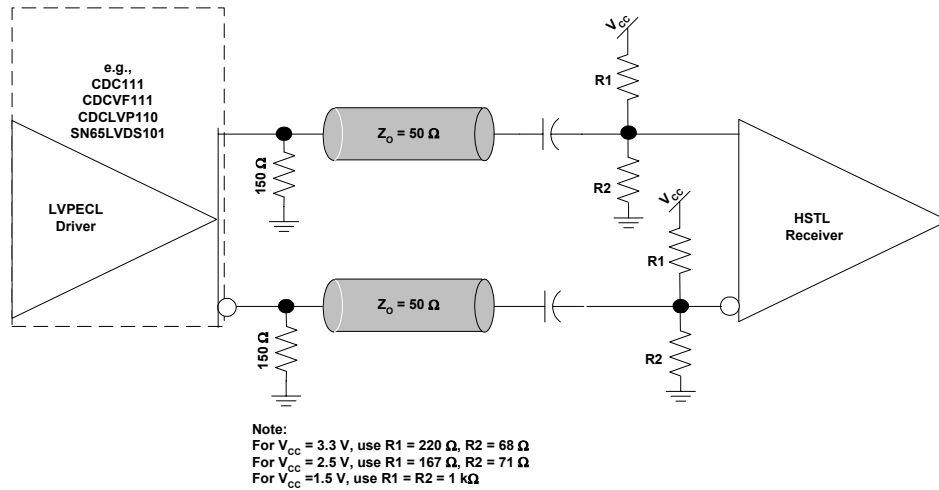 e.g.,
CDC111
CDCVF111
CDCLVP110
SN65LVDS101
LVPECL
Driver
150 Ω
Z_O = 50 Ω
V_CC
R1
R2
V_CC
R1
R2
HSTL
Receiver
Z_O = 50 Ω
150 Ω
Note:
For V_CC = 3.3 V, use R1 = 220 Ω, R2 = 68 Ω
For V_CC = 2.5 V, use R1 = 167 Ω, R2 = 71 Ω
For V_CC =1.5 V, use R1 = R2 = 1 kΩ